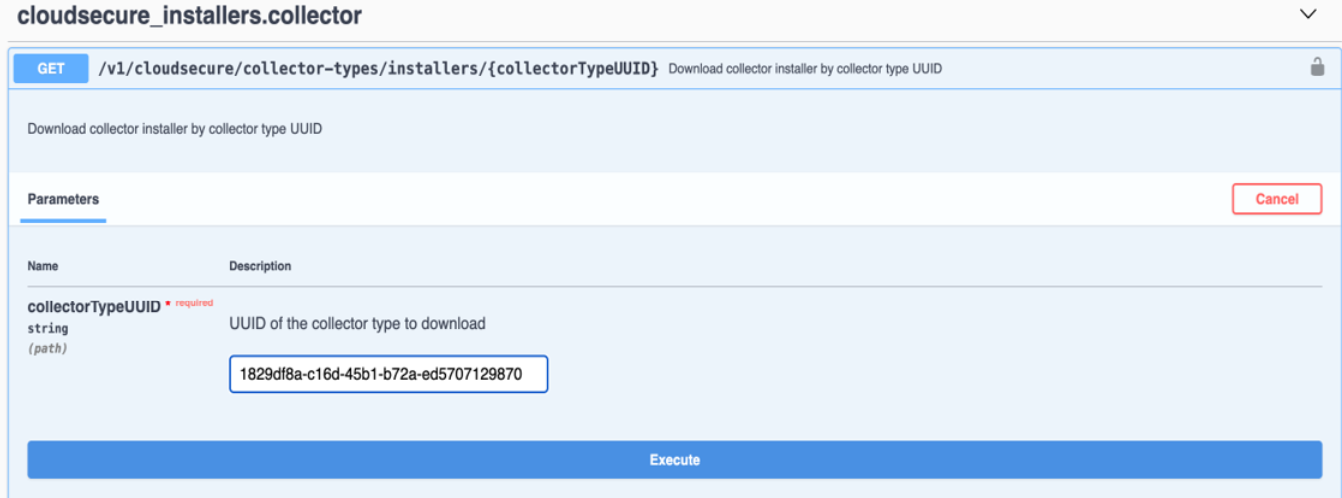 cloudsecure_installers.collector
GET /v1/cloudsecure/collector-types/installers/{collectorTypeUUID} Download collector installer by collector type UUID
Download collector installer by collector type UUID
Parameters Cancel
Name Description
collectorTypeUUID * required
string
(path)
UUID of the collector type to download
1829df8a-c16d-45b1-b72a-ed5707129870
Execute